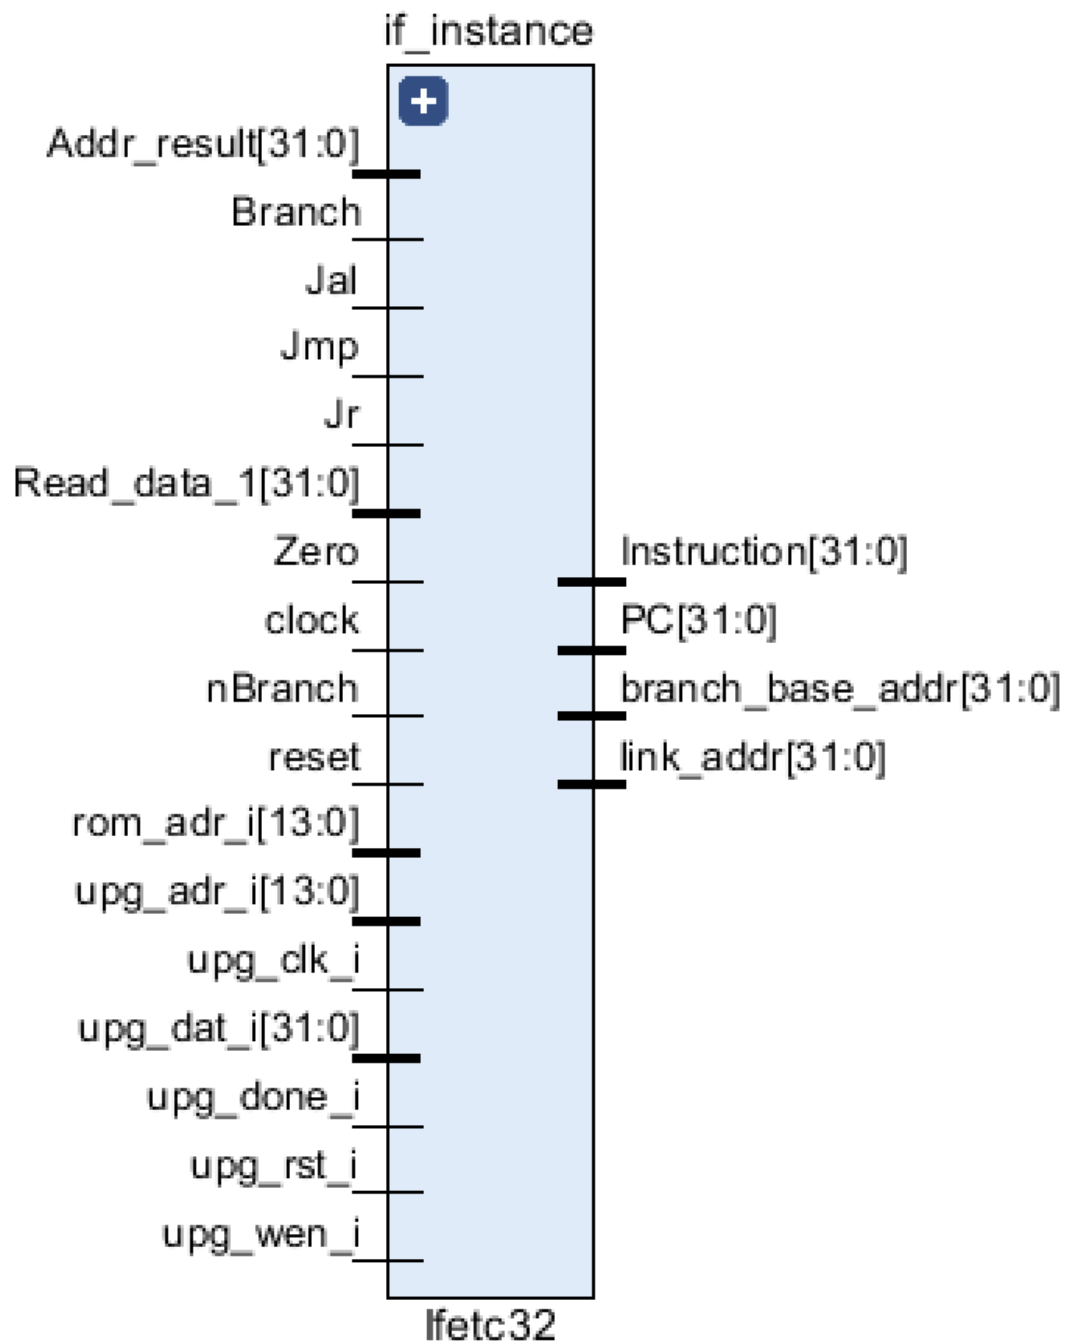 if_instance
Addr_result[31:0]
Branch
Jal
Jmp
Jr
Read_data_1[31:0]
Zero
Instruction[31:0]
clock
PC[31:0]
nBranch
branch_base_addr[31:0]
reset
link_addr[31:0]
rom_adr_i[13:0]
upg_adr_i[13:0]
upg_clk_i
upg_dat_i[31:0]
upg_done_i
upg_rst_i
upg_wen_i
Ifetc32